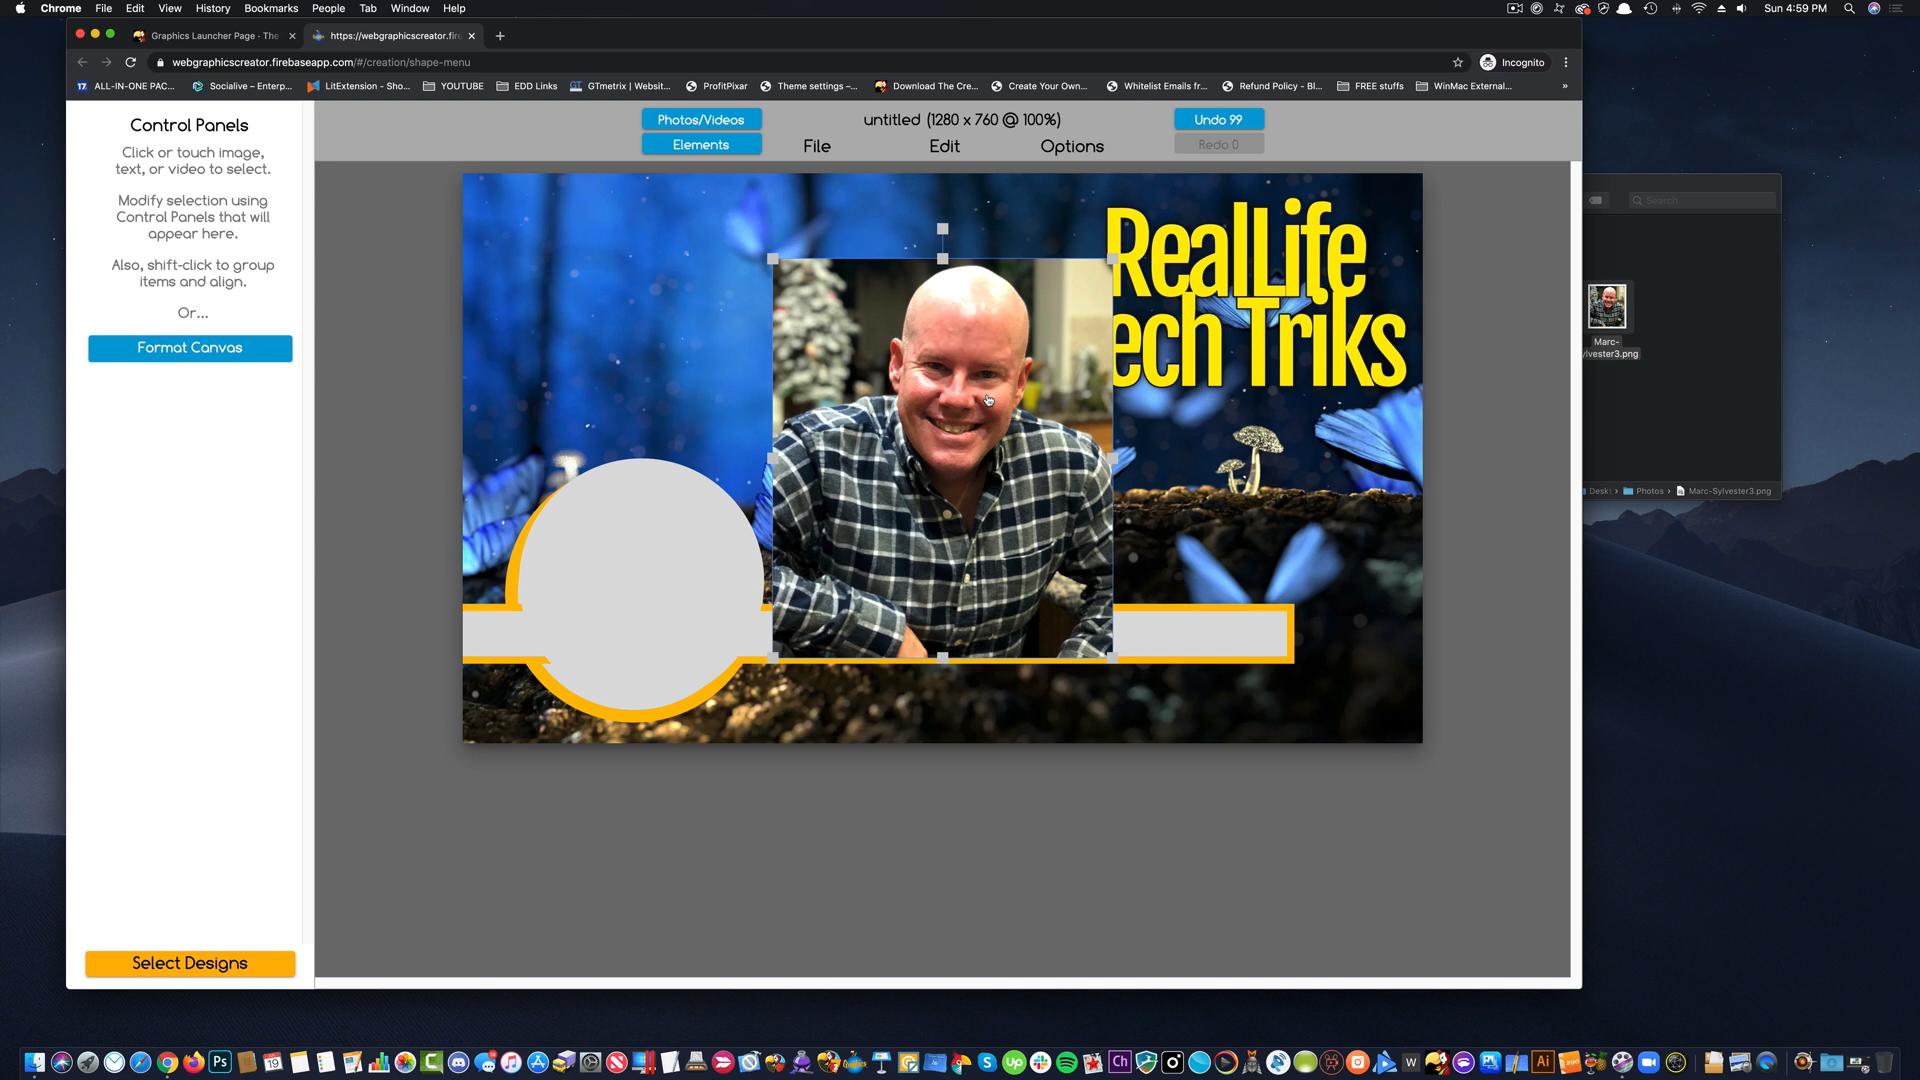 Chrome File Edit View History Bookmarks People Tab Window Help
Sun 4:59 PM
Graphics Launcher Page - The
https://webgraphicscreator.fire
webgraphicscreator.firebaseapp.com/#/creation/shape-menu
Incognito
ALL-IN-ONE PAC...
Socialive – Enterp...
LitExtension - Sho...
YOUTUBE
EDD Links
GTmetrix | Websit...
ProfitPixar
Theme settings –...
Download The Cre...
Create Your Own...
Whitelist Emails fr...
Refund Policy - Bl...
FREE stuffs
WinMac External...
»
Control Panels
Click or touch image,
text, or video to select.
Modify selection using
Control Panels that will
appear here.
Also, shift-click to group
items and align.
Or...
Format Canvas
Select Designs
Photos/Videos
Elements
untitled (1280 x 760 @ 100%)
File
Edit
Options
Undo 99
Redo 0
RealLife
ech Triks
Search
Marc-
ylvester3.png
Desk
Photos
Marc-Sylvester3.png